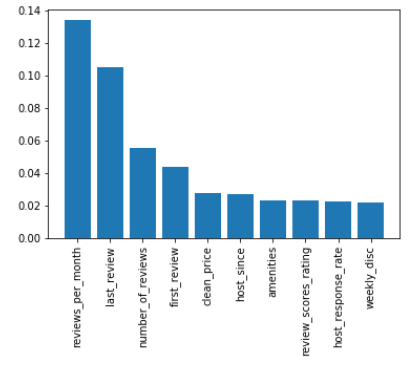 0.14
0.12
0.10
0.08
0.06
0.04
0.02
0.00
reviews_per_month
last_review
number_of_reviews
first_review
clean_price
host_since
amenities
review_scores_rating
host_response_rate
weekly_disc